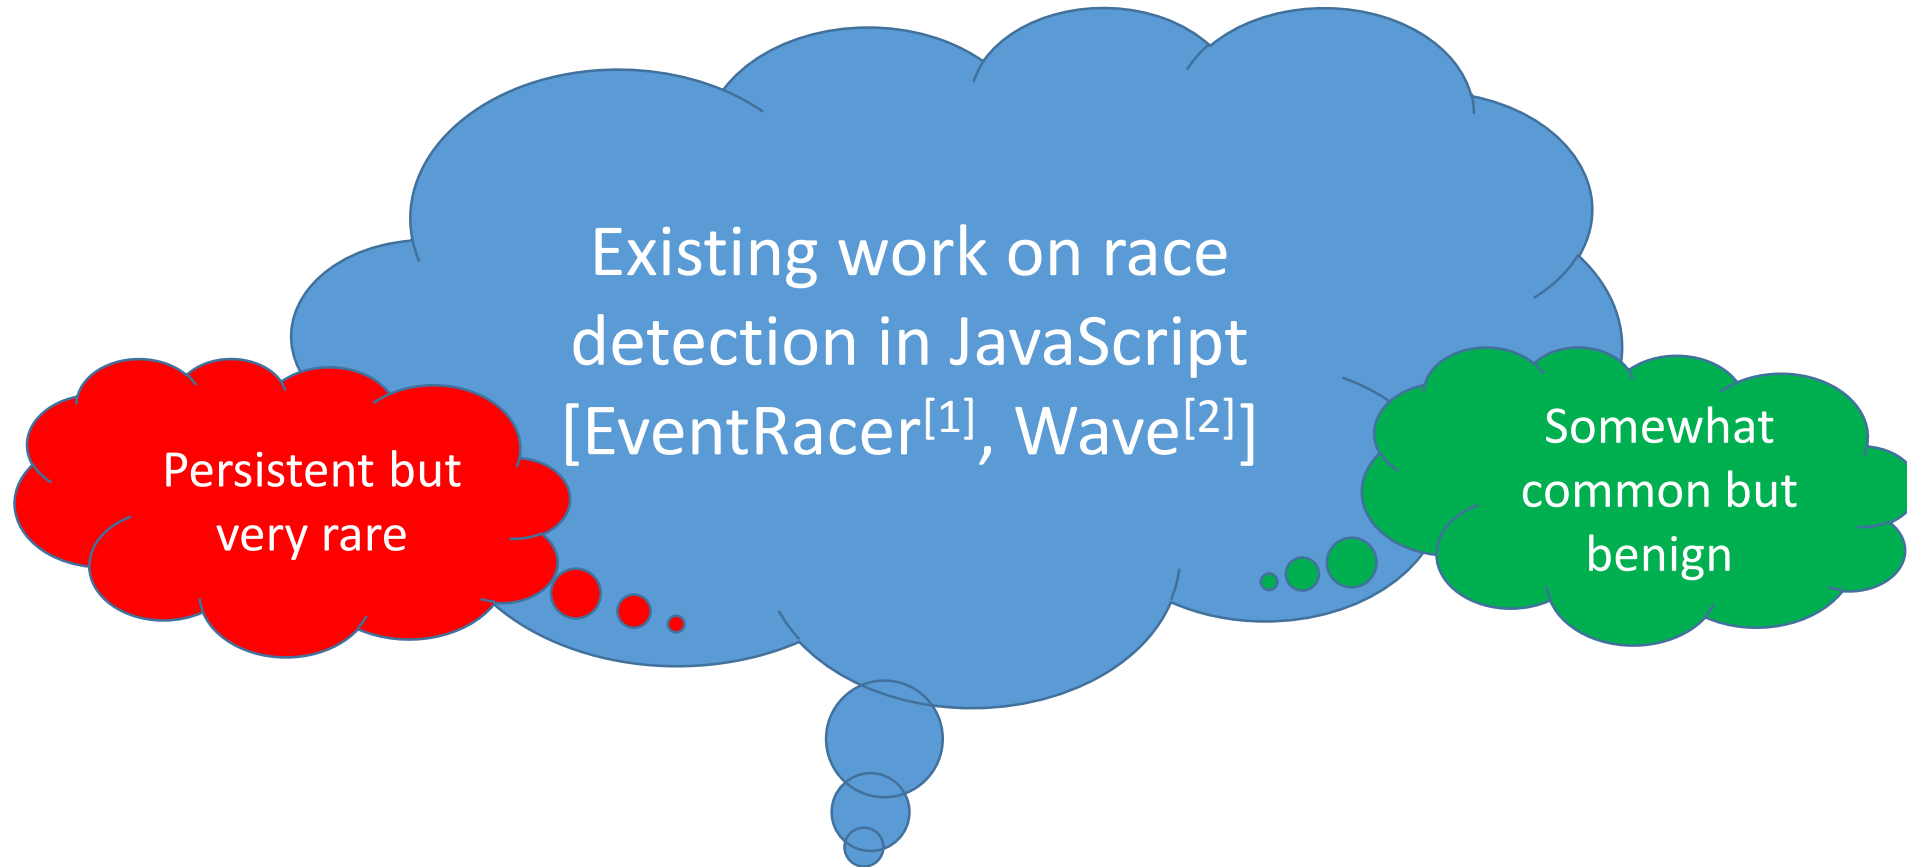 Existing work on race
detection in JavaScript
[EventRacer[1], Wave[2]]
Persistent but
very rare
Somewhat
common but
benign